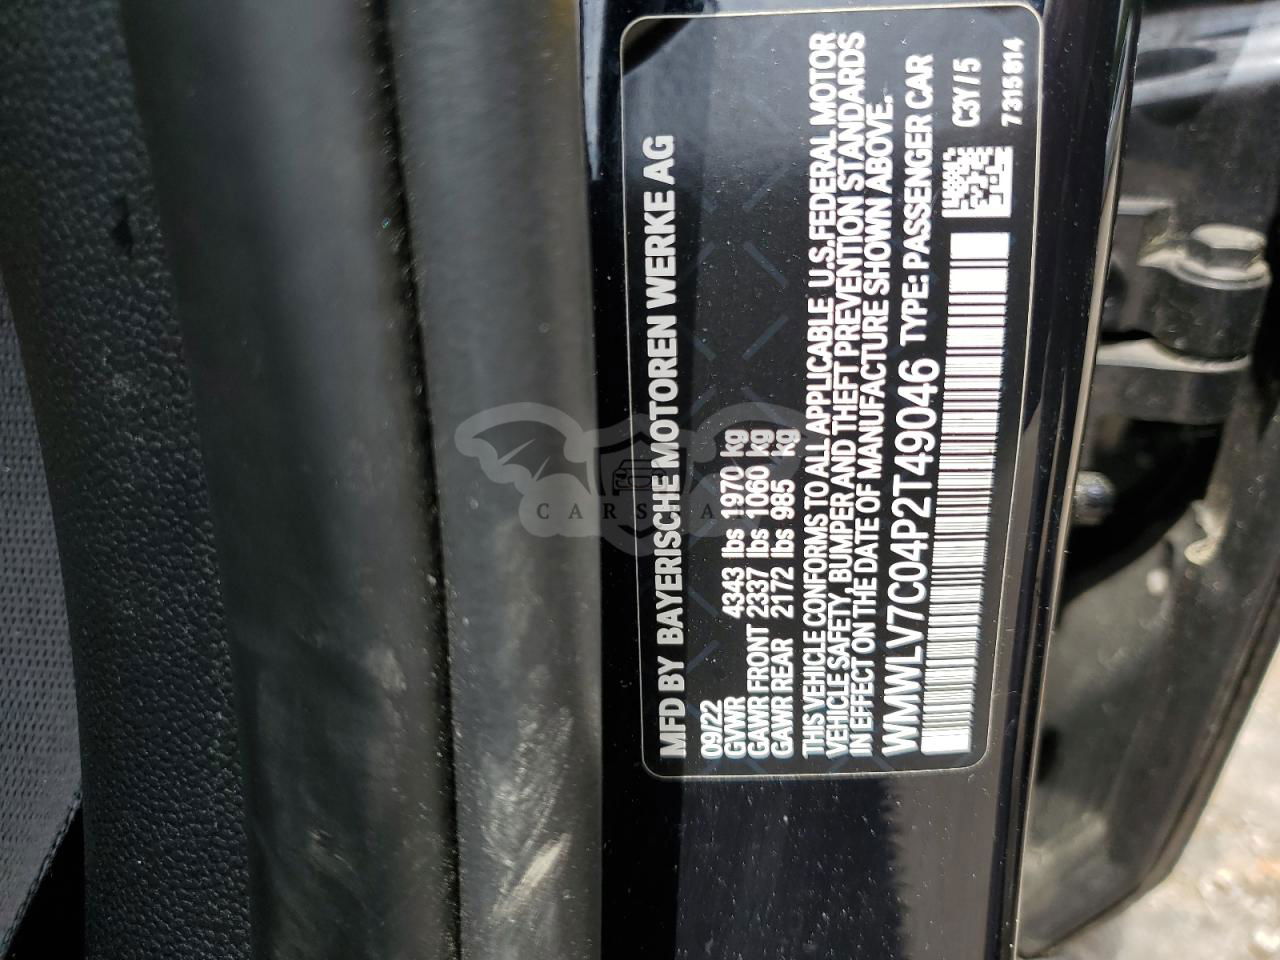 MFD BY BAYERISCHE MOTOREN WERKE AG
09/22
GVWR 4343 lbs 1970 kg
GAWR FRONT 2337 lbs 1060 kg
GAWR REAR 2172 lbs 985 kg
THIS VEHICLE CONFORMS TO ALL APPLICABLE U.S.FEDERAL MOTOR
VEHICLE SAFETY, BUMPER AND THEFT PREVENTION STANDARDS
IN EFFECT ON THE DATE OF MANUFACTURE SHOWN ABOVE.
WMWLV7C04P2T49046 TYPE: PASSENGER CAR
C3Y / 5
7315614